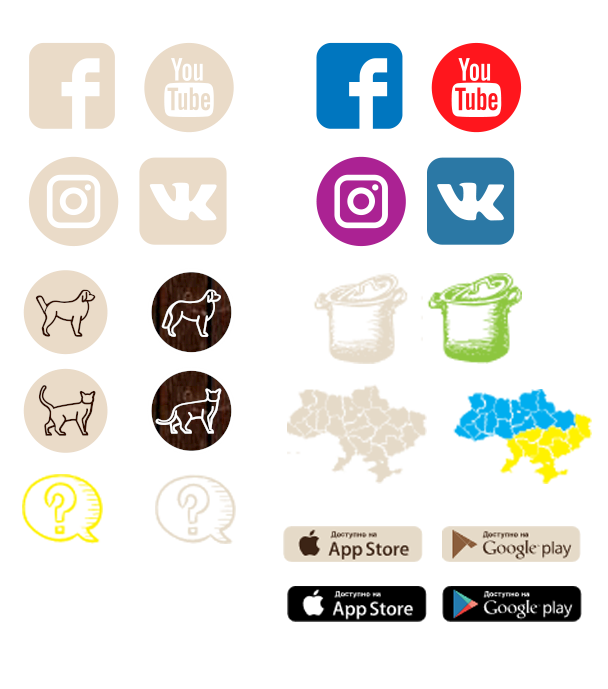 You
Tube
You
Tube
?
?
Доступно на
App Store
Доступно на
Google play
Доступно на
App Store
Доступно на
Google play